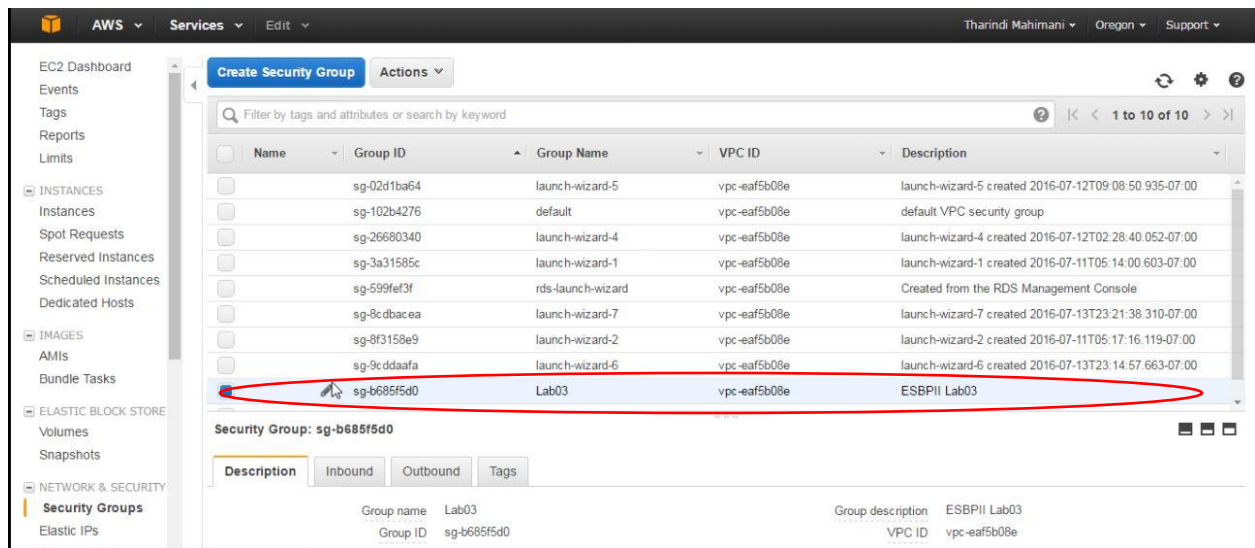 AWS Services Edit Tharindi Mahimani Oregon Support
EC2 Dashboard
Events
Tags
Reports
Limits
INSTANCES
Instances
Spot Requests
Reserved Instances
Scheduled Instances
Dedicated Hosts
IMAGES
AMIs
Bundle Tasks
ELASTIC BLOCK STORE
Volumes
Snapshots
NETWORK & SECURITY
Security Groups
Elastic IPs
Create Security Group Actions
Filter by tags and attributes or search by keyword 1 to 10 of 10
Name Group ID Group Name VPC ID Description
sg-02d1ba64 launch-wizard-5 vpc-eaf5b08e launch-wizard-5 created 2016-07-12T09:08:50.935-07:00
sg-102b4276 default vpc-eaf5b08e default VPC security group
sg-26680340 launch-wizard-4 vpc-eaf5b08e launch-wizard-4 created 2016-07-12T02:28:40.052-07:00
sg-3a31585c launch-wizard-1 vpc-eaf5b08e launch-wizard-1 created 2016-07-11T05:14:00.603-07:00
sg-599fef3f rds-launch-wizard vpc-eaf5b08e Created from the RDS Management Console
sg-8cdbacea launch-wizard-7 vpc-eaf5b08e launch-wizard-7 created 2016-07-13T23:21:38.310-07:00
sg-8f3158e9 launch-wizard-2 vpc-eaf5b08e launch-wizard-2 created 2016-07-11T05:17:16.119-07:00
sg-9cddaafa launch-wizard-6 vpc-eaf5b08e launch-wizard-6 created 2016-07-13T23:14:57.663-07:00
sg-b685f5d0 Lab03 vpc-eaf5b08e ESBPII Lab03
Security Group: sg-b685f5d0
Description Inbound Outbound Tags
Group name Lab03 Group description ESBPII Lab03
Group ID sg-b685f5d0 VPC ID vpc-eaf5b08e